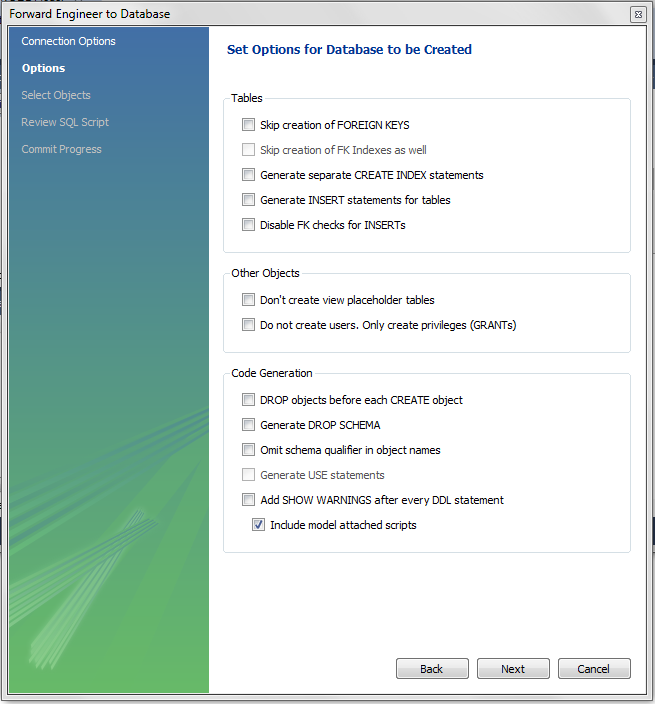 Forward Engineer to Database
Connection Options
Options
Select Objects
Review SQL Script
Commit Progress
Set Options for Database to be Created
Tables
Skip creation of FOREIGN KEYS
Skip creation of FK Indexes as well
Generate separate CREATE INDEX statements
Generate INSERT statements for tables
Disable FK checks for INSERTs
Other Objects
Don't create view placeholder tables
Do not create users. Only create privileges (GRANTs)
Code Generation
DROP objects before each CREATE object
Generate DROP SCHEMA
Omit schema qualifier in object names
Generate USE statements
Add SHOW WARNINGS after every DDL statement
Include model attached scripts
Back
Next
Cancel